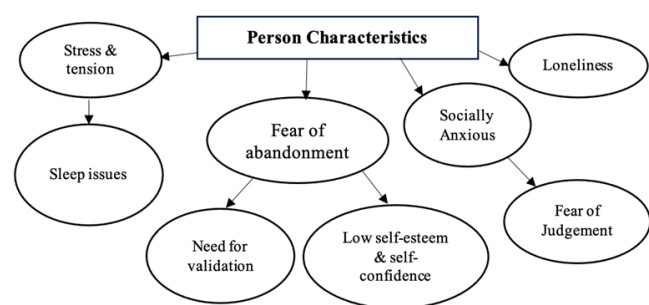 Person Characteristics
Stress &
tension
Loneliness
Fear of
abandonment
Socially
Anxious
Sleep issues
Need for
validation
Low self-esteem
& self-
confidence
Fear of
Judgement